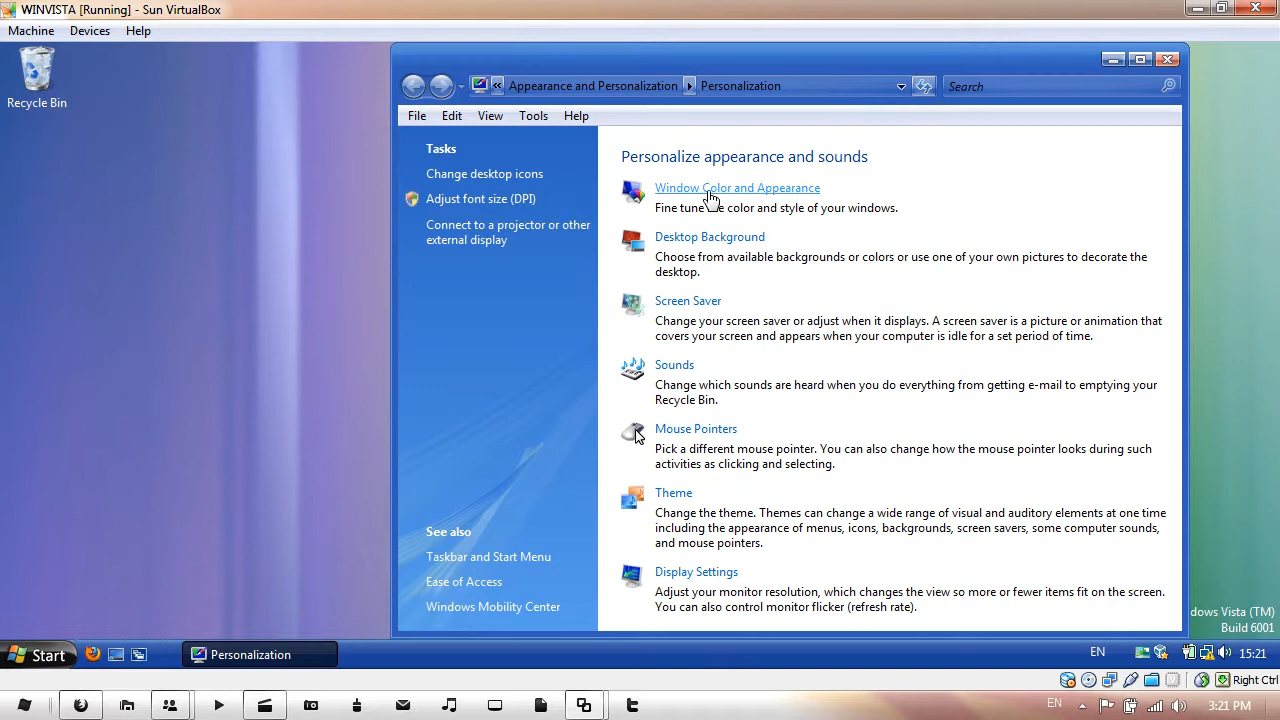 WINVISTA [Running] - Sun VirtualBox
Machine Devices Help
Recycle Bin
« Appearance and Personalization Personalization
Search
File Edit View Tools Help
Tasks
Change desktop icons
Adjust font size (DPI)
Connect to a projector or other
external display
See also
Taskbar and Start Menu
Ease of Access
Windows Mobility Center
Personalize appearance and sounds
Window Color and Appearance
Fine tune color and style of your windows.
Desktop Background
Choose from available backgrounds or colors or use one of your own pictures to decorate the
desktop.
Screen Saver
Change your screen saver or adjust when it displays. A screen saver is a picture or animation that
covers your screen and appears when your computer is idle for a set period of time.
Sounds
Change which sounds are heard when you do everything from getting e-mail to emptying your
Recycle Bin.
Mouse Pointers
Pick a different mouse pointer. You can also change how the mouse pointer looks during such
activities as clicking and selecting.
Theme
Change the theme. Themes can change a wide range of visual and auditory elements at one time
including the appearance of menus, icons, backgrounds, screen savers, some computer sounds,
and mouse pointers.
Display Settings
Adjust your monitor resolution, which changes the view so more or fewer items fit on the screen.
You can also control monitor flicker (refresh rate).
dows Vista (TM)
Build 6001
Start
Personalization
EN
15:21
Right Ctrl
EN
3:21 PM